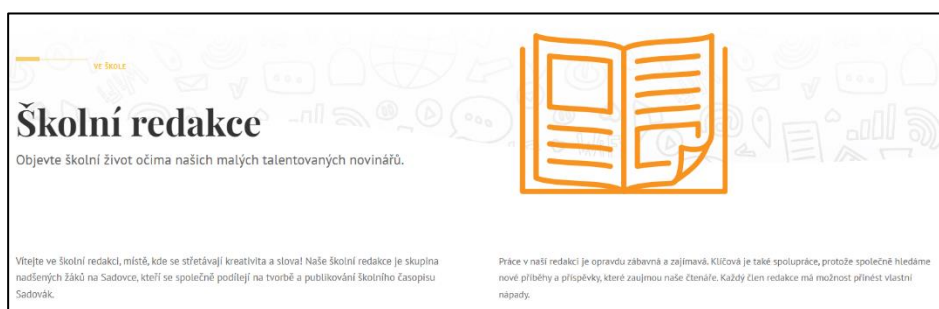 VE ŠKOLE
Školní redakce
Objevte školní život očima našich malých talentovaných novinářů.
Vítejte ve školní redakci, místě, kde se střetávají kreativita a slova! Naše školní redakce je skupina
nadšených žáků na Sadovce, kteří se společně podílejí na tvorbě a publikování školního časopisu
Sadovák.
Práce v naší redakci je opravdu zábavná a zajímavá. Klíčová je také spolupráce, protože společně hledáme
nové příběhy a příspěvky, které zaujmou naše čtenáře. Každý člen redakce má možnost přinést vlastní
nápady.